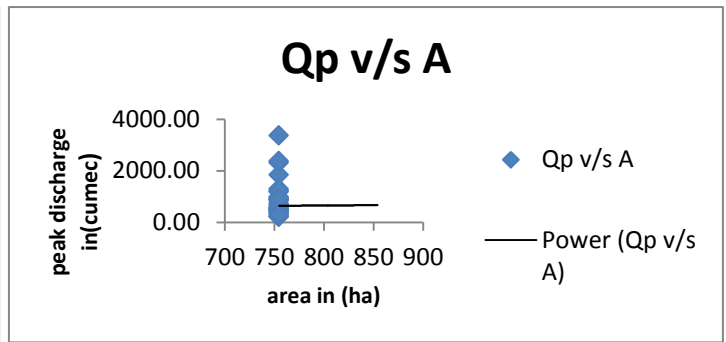 Qp v/s A
peak discharge
in(cumec)
4000.00
2000.00
0.00
700 750 800 850 900
area in (ha)
Qp v/s A
Power (Qp v/s
A)